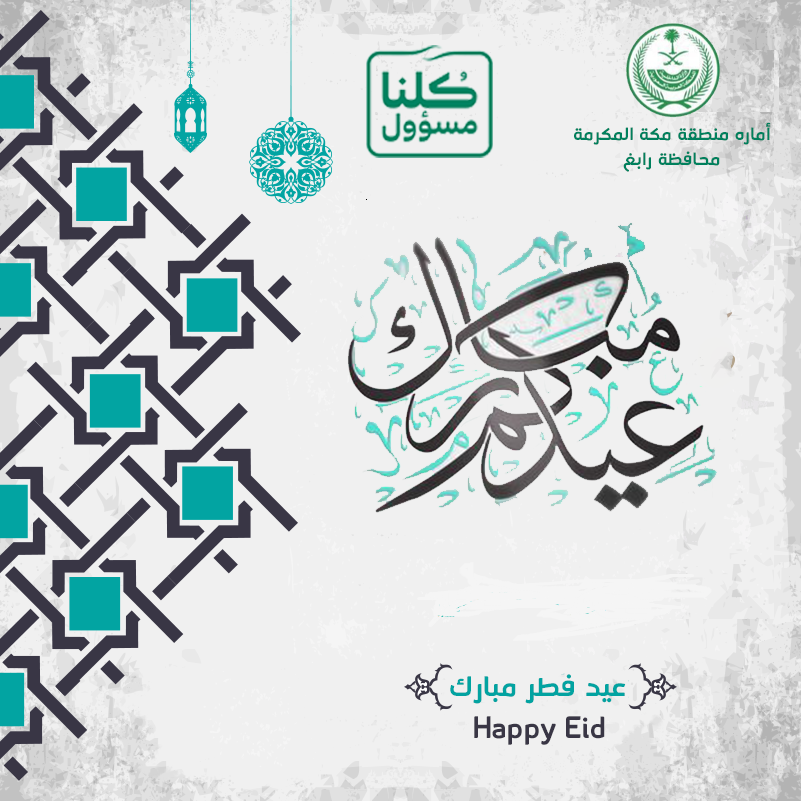 كلنا
مسؤول
أماره منطقة مكة المكرمة
محافظة رابغ
عيدكم مبارك
عيد فطر مبارك
Happy Eid